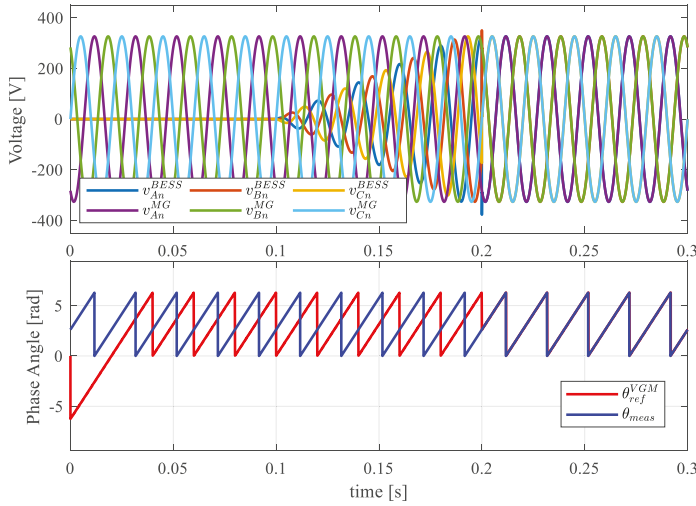 400
200
0
-200
-400
Voltage [V]
v_{An}^{BESS} v_{Bn}^{BESS} v_{Cn}^{BESS}
v_{An}^{MG} v_{Bn}^{MG} v_{Cn}^{MG}
0 0.05 0.1 0.15 0.2 0.25 0.3
5
0
-5
Phase Angle [rad]
θ_{ref}^{VGM}
θ_{meas}
0 0.05 0.1 0.15 0.2 0.25 0.3
time [s]